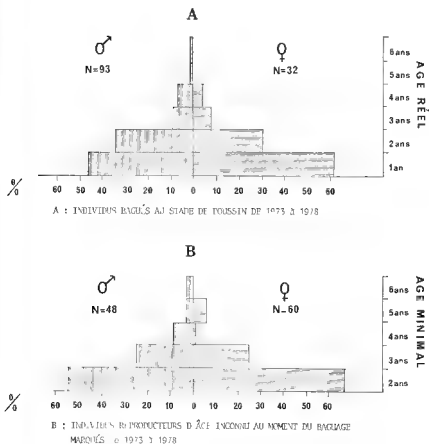 A
♂ ♀
N=93 N=32
6ans
5ans
4ans
3ans
2ans
1an
AGE RÉEL
% 60 50 40 30 20 10 0 10 20 30 40 50 60
A : INDIVIDUS BAGUÉS AU STADE DE POUSSIN DE 1973 à 1978
B
♂ ♀
N=48 N=60
6ans
5ans
4ans
3ans
2ans
AGE MINIMAL
% 60 50 40 30 20 10 0 10 20 30 40 50 60
B : INDIVIDUS REPRODUCTEURS D'ÂGE INCONNU AU MOMENT DU BAGUAGE
MARQUÉS 1973 à 1978